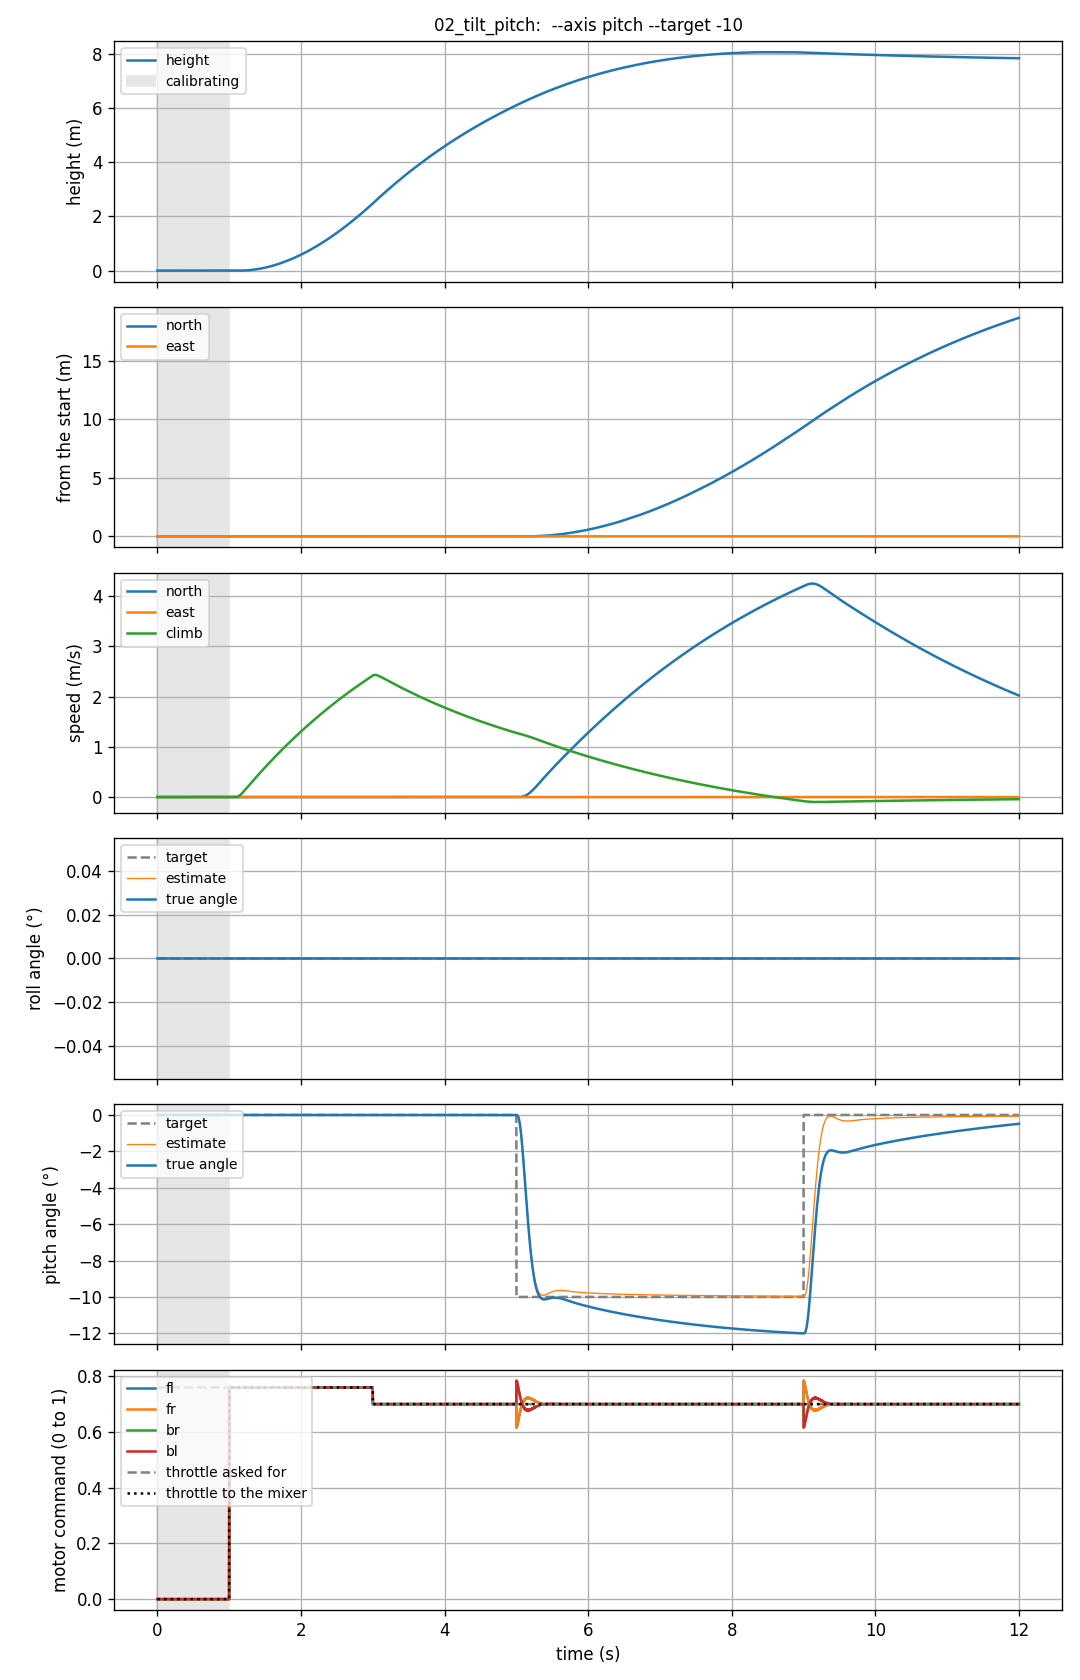 02_tilt_pitch:  --axis pitch --target -10
height (m)
8
6
4
2
0
height
calibrating
from the start (m)
15
10
5
0
north
east
speed (m/s)
4
3
2
1
0
north
east
climb
roll angle (°)
0.04
0.02
0.00
−0.02
−0.04
target
estimate
true angle
pitch angle (°)
0
−2
−4
−6
−8
−10
−12
target
estimate
true angle
motor command (0 to 1)
0.8
0.6
0.4
0.2
0.0
fl
fr
br
bl
throttle asked for
throttle to the mixer
0 2 4 6 8 10 12
time (s)